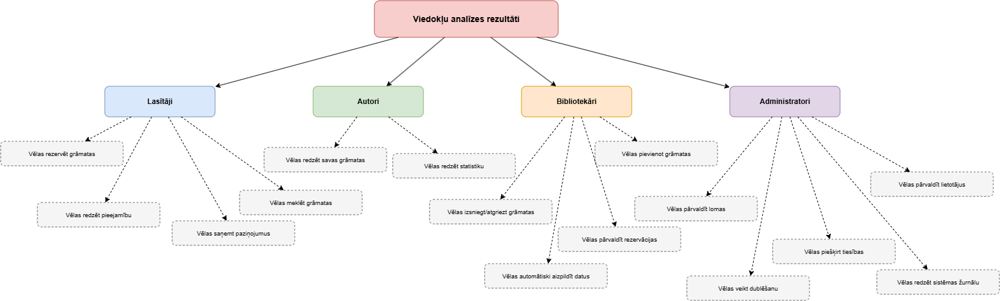 Viedokļu analīzes rezultāti
Lasītāji
Autori
Bibliotekāri
Administratori
Vēlas rezervēt grāmatas
Vēlas redzēt pieejamību
Vēlas saņemt paziņojumus
Vēlas meklēt grāmatas
Vēlas redzēt savas grāmatas
Vēlas redzēt statistiku
Vēlas izsniegt/atgriezt grāmatas
Vēlas automātiski aizpildīt datus
Vēlas pārvaldīt rezervācijas
Vēlas pievienot grāmatas
Vēlas pārvaldīt lomas
Vēlas veikt dublēšanu
Vēlas piešķirt tiesības
Vēlas redzēt sistēmas žurnālu
Vēlas pārvaldīt lietotājus